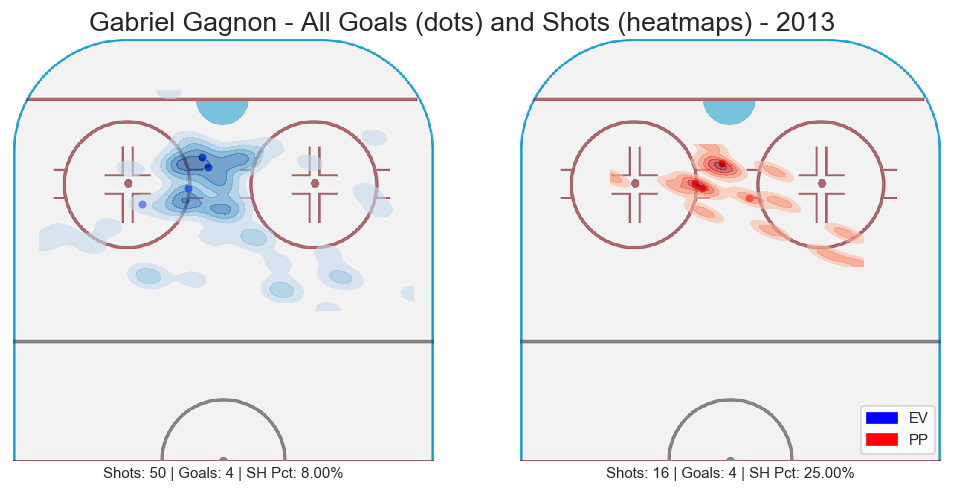 Gabriel Gagnon - All Goals (dots) and Shots (heatmaps) - 2013
EV
PP
Shots: 50 | Goals: 4 | SH Pct: 8.00%
Shots: 16 | Goals: 4 | SH Pct: 25.00%